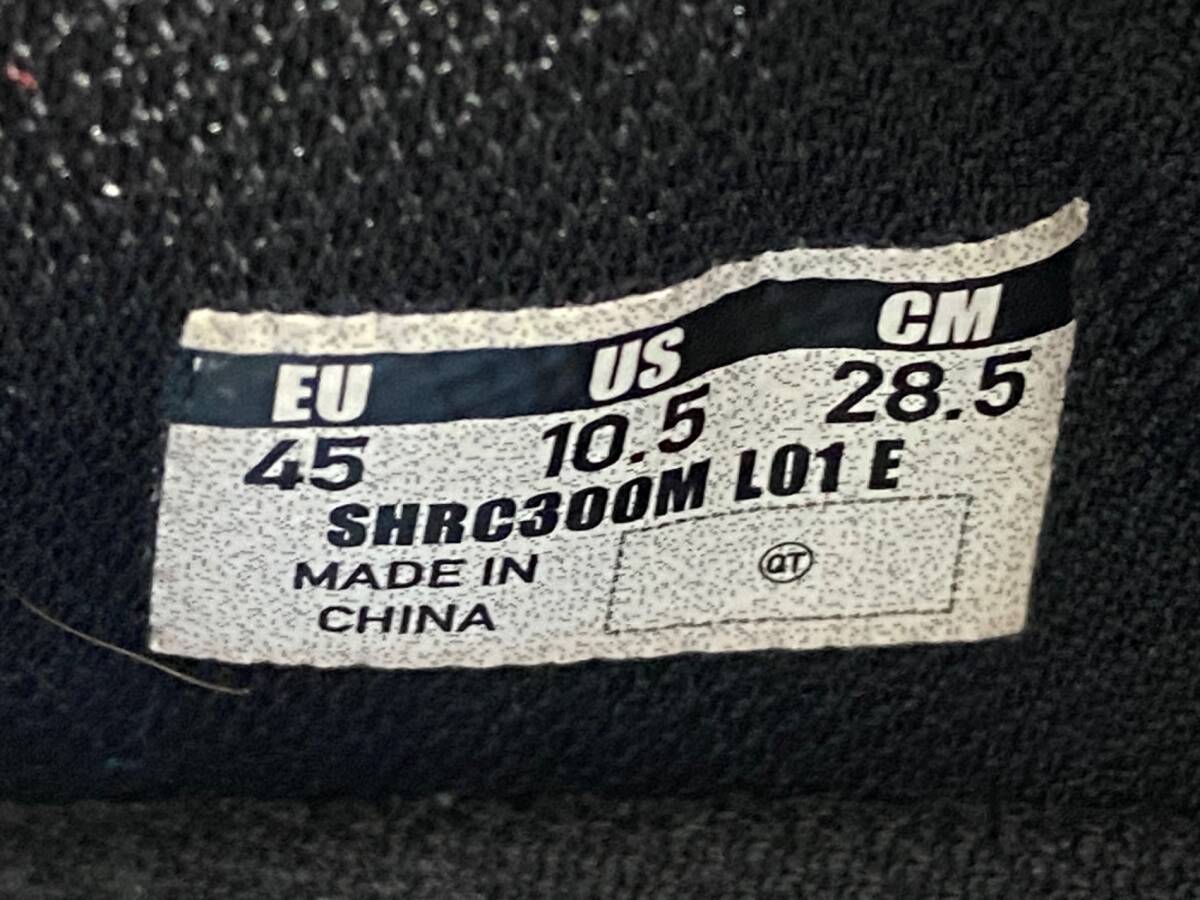 EU US CM
45 10.5 28.5
SHRC300M L01 E
MADE IN
CHINA
QT